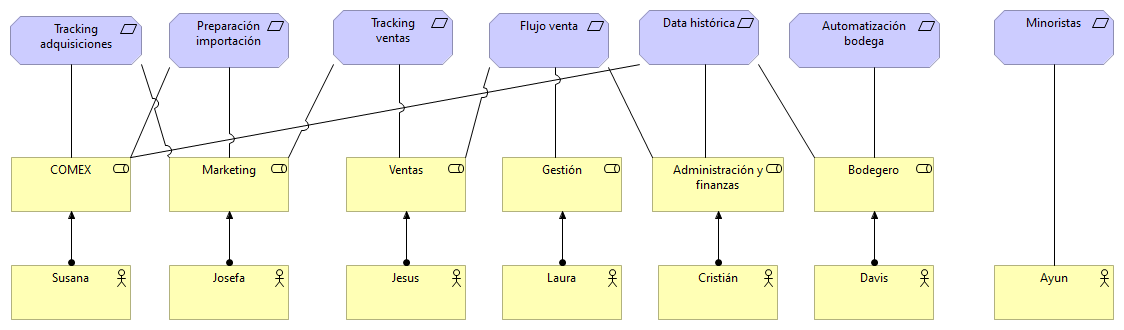 Tracking
adquisiciones
Preparación
importación
Tracking
ventas
Flujo venta
Data histórica
Automatización
bodega
Minoristas
COMEX
Marketing
Ventas
Gestión
Administración y
finanzas
Bodegero
Susana
Josefa
Jesus
Laura
Cristián
Davis
Ayun